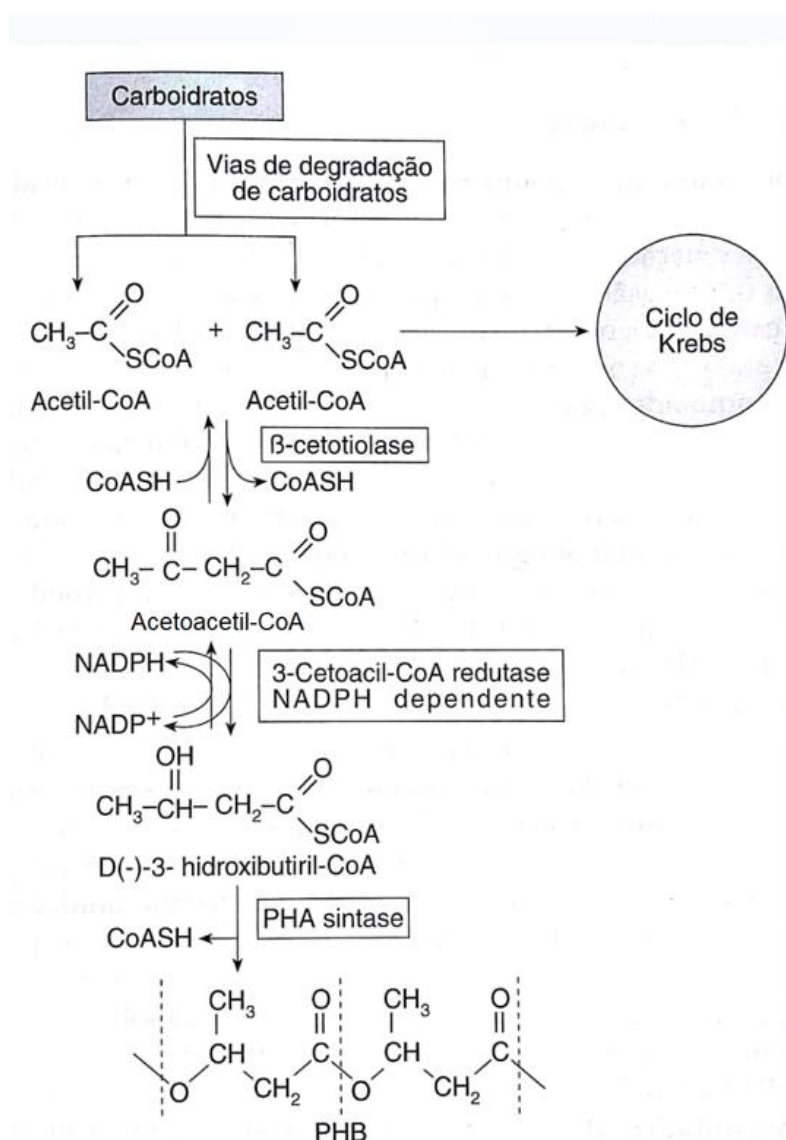 Carboidratos
Vias de degradação
de carboidratos
O O
CH₃–C + CH₃–C
SCoA SCoA
Ciclo de
Krebs
Acetil-CoA Acetil-CoA
ß-cetotiolase
CoASH CoASH
O O
CH₃–C–CH₂–C
SCoA
Acetoacetil-CoA
NADPH
3-Cetoacil-CoA redutase
NADPH dependente
NADP⁺
OH O
CH₃–CH–CH₂–C
SCoA
D(-)-3- hidroxibutiril-CoA
PHA sintase
CoASH
CH₃ O CH₃ O
CH C CH C
O CH₂ O CH₂
PHB